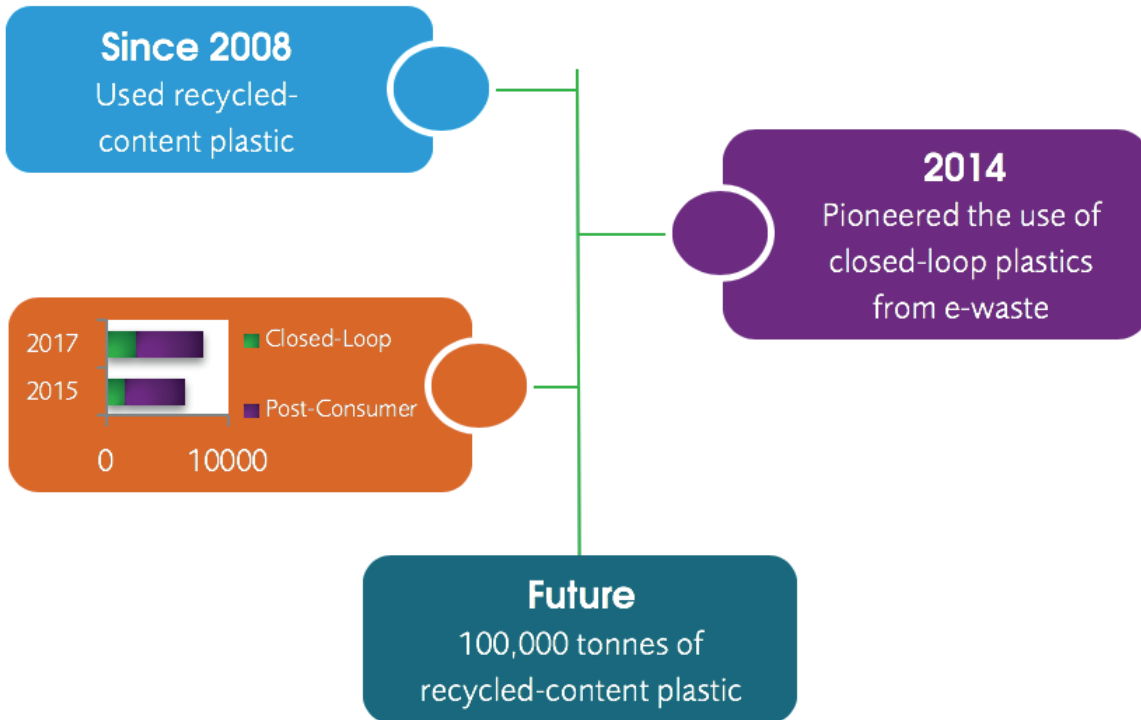 Since 2008
Used recycled-
content plastic
2014
Pioneered the use of
closed-loop plastics
from e-waste
2017
Closed-Loop
2015
Post-Consumer
0 10000
Future
100,000 tonnes of
recycled-content plastic